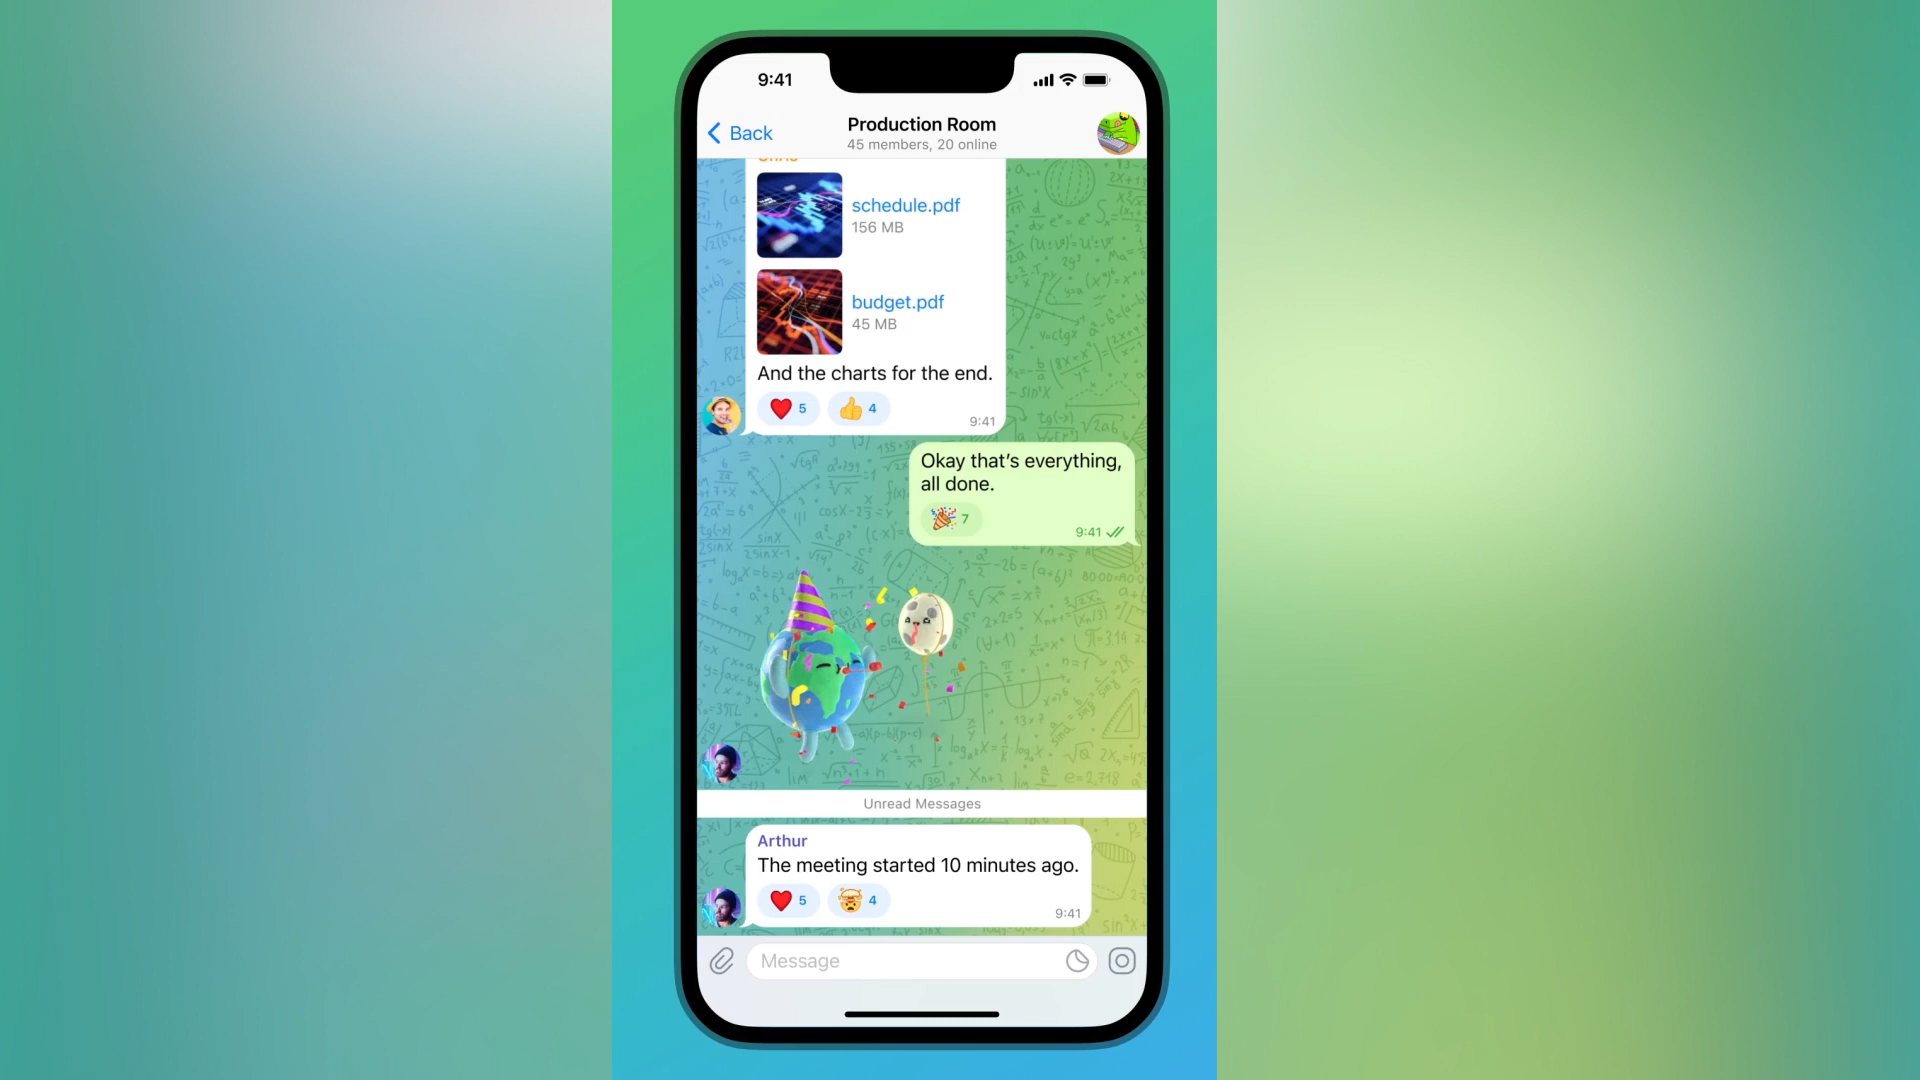 9:41
Back
Production Room
45 members, 20 online
Chris
schedule.pdf
156 MB
budget.pdf
45 MB
And the charts for the end.
5
4
9:41
Okay that's everything,
all done.
7
9:41
Unread Messages
Arthur
The meeting started 10 minutes ago.
5
4
9:41
Message